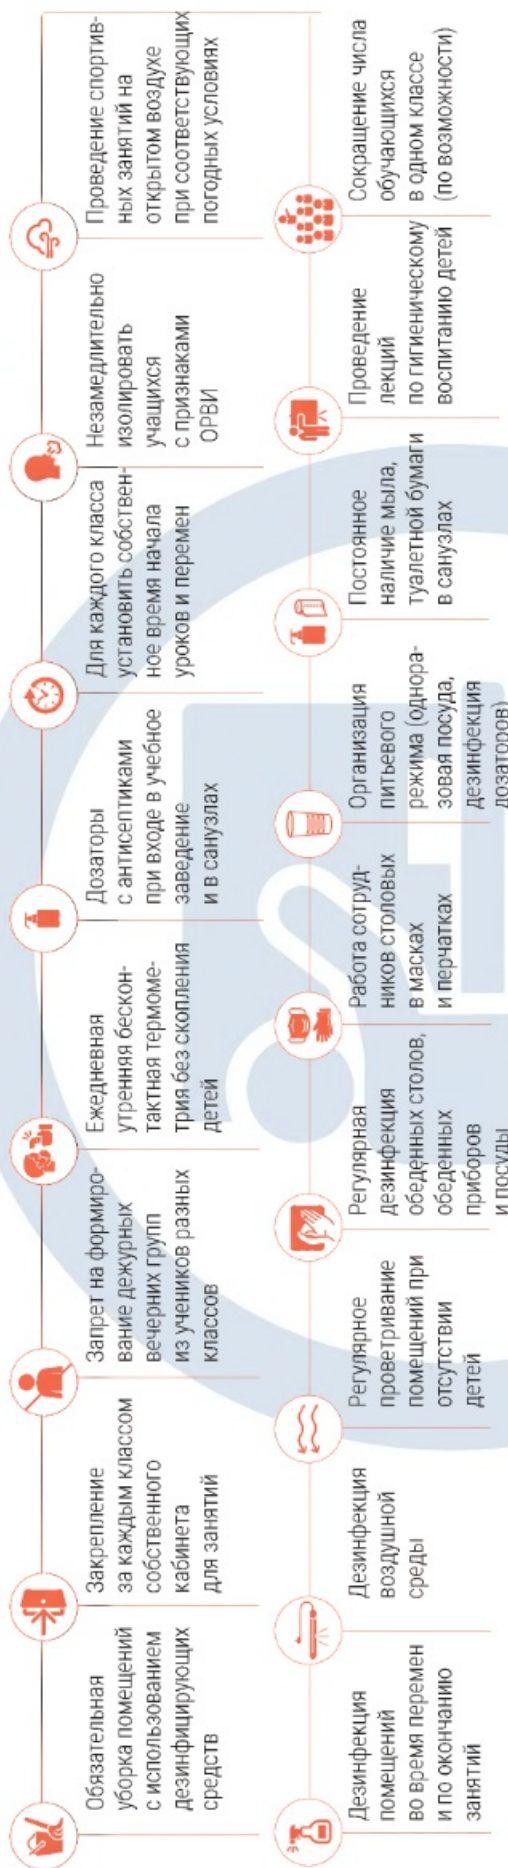 Обязательная
уборка помещений
с использованием
дезинфицирующих
средств
Закрепление
за каждым классом
собственного
кабинета
для занятий
Запрет на формиро-
вание дежурных
вечерних групп
из учеников разных
классов
Ежедневная
утренняя бескон-
тактная термоме-
трия без скопления
детей
Дозаторы
с антисептиками
при входе в учебное
заведение
и в санузлах
Для каждого класса
установить собствен-
ное время начала
уроков и перемен
Незамедлительно
изолировать
учащихся
с признаками
ОРВИ
Проведение спортив-
ных занятий на
открытом воздухе
при соответствующих
погодных условиях
Дезинфекция
помещений
во время перемен
и по окончанию
занятий
Дезинфекция
воздушной
среды
Регулярное
проветривание
помещений при
отсутствии
детей
Регулярная
дезинфекция
обеденных столов,
обеденных
приборов
и посуды
Работа сотруд-
ников столовых
в масках
и перчатках
Организация
питьевого
режима (однора-
зовая посуда,
дезинфекция
дозаторов)
Постоянное
наличие мыла,
туалетной бумаги
в санузлах
Проведение
лекций
по гигиеническому
воспитанию детей
Сокращение числа
обучающихся
в одном классе
(по возможности)